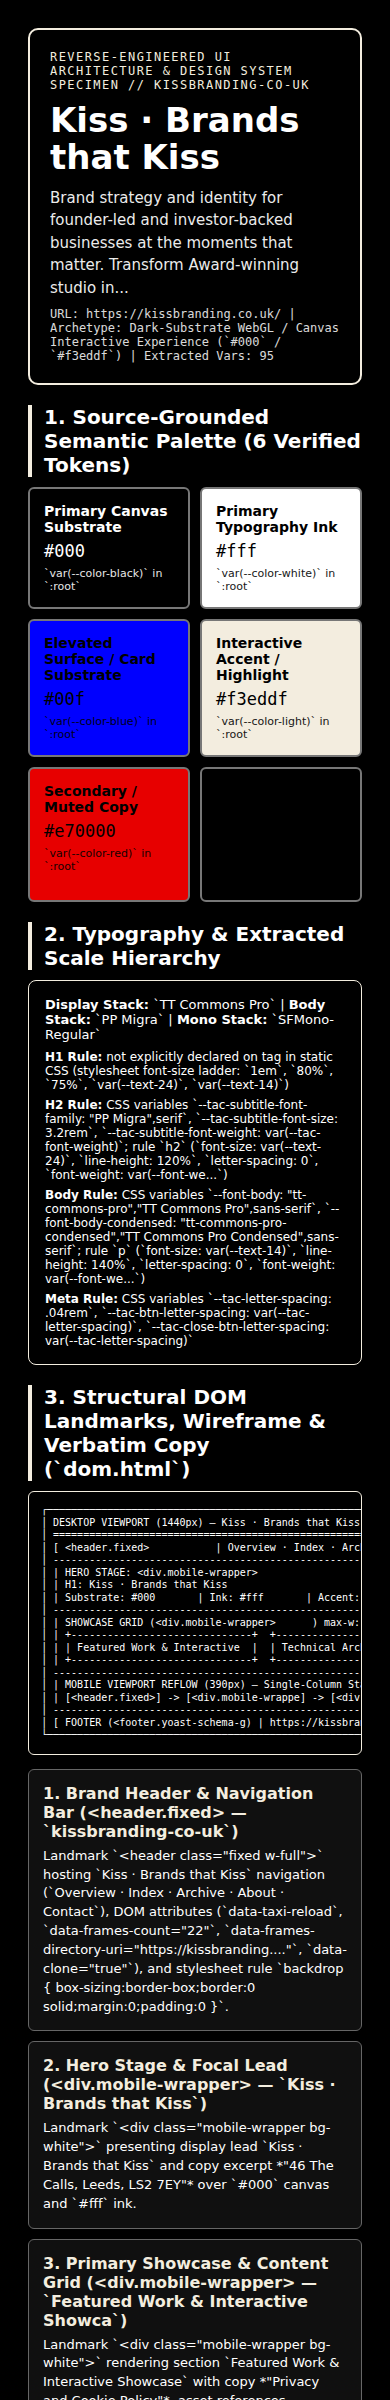 REVERSE-ENGINEERED UI
ARCHITECTURE & DESIGN SYSTEM
SPECIMEN // KISSBRANDING-CO-UK
Kiss · Brands
that Kiss
Brand strategy and identity for
founder-led and investor-backed
businesses at the moments that
matter. Transform Award-winning
studio in...
URL: https://kissbranding.co.uk/ |
Archetype: Dark-Substrate WebGL / Canvas
Interactive Experience (`#000` /
`#f3eddf`) | Extracted Vars: 95
1. Source-Grounded
Semantic Palette (6 Verified
Tokens)
Primary Canvas
Substrate
#000
`var(--color-black)` in
`:root`
Primary
Typography Ink
#fff
`var(--color-white)` in
`:root`
Elevated
Surface / Card
Substrate
#00f
`var(--color-blue)` in
`:root`
Interactive
Accent /
Highlight
#f3eddf
`var(--color-light)` in
`:root`
Secondary /
Muted Copy
#e70000
`var(--color-red)` in
`:root`
2. Typography & Extracted
Scale Hierarchy
Display Stack: `TT Commons Pro` | Body
Stack: `PP Migra` | Mono Stack: `SFMono-
Regular`
H1 Rule: not explicitly declared on tag in static
CSS (stylesheet font-size ladder: `1em`, `80%`,
`75%`, `var(--text-24)`, `var(--text-14)`)
H2 Rule: CSS variables `--tac-subtitle-font-
family: "PP Migra",serif`, `--tac-subtitle-font-size:
3.2rem`, `--tac-subtitle-font-weight: var(--tac-
font-weight)`; rule `h2` (`font-size: var(--text-
24)`, `line-height: 120%`, `letter-spacing: 0`,
`font-weight: var(--font-we...`)
Body Rule: CSS variables `--font-body: "tt-
commons-pro","TT Commons Pro",sans-serif`, `--
font-body-condensed: "tt-commons-pro-
condensed","TT Commons Pro Condensed",sans-
serif`; rule `p` (`font-size: var(--text-14)`, `line-
height: 140%`, `letter-spacing: 0`, `font-weight:
var(--font-we...`)
Meta Rule: CSS variables `--tac-letter-spacing:
.04rem`, `--tac-btn-letter-spacing: var(--tac-
letter-spacing)`, `--tac-close-btn-letter-spacing:
var(--tac-letter-spacing)`
3. Structural DOM
Landmarks, Wireframe &
Verbatim Copy
(`dom.html`)
DESKTOP VIEWPORT (1440px) — Kiss · Brands that Kiss
[ <header.fixed> | Overview · Index · Arc
| HERO STAGE: <div.mobile-wrapper>
| H1: Kiss · Brands that Kiss
| Substrate: #000 | Ink: #fff | Accent:
| SHOWCASE GRID (<div.mobile-wrapper> ) max-w:
| | Featured Work & Interactive | | Technical Arc
| MOBILE VIEWPORT REFLOW (390px) — Single-Column St
| [<header.fixed>] -> [<div.mobile-wrappe] -> [<div
[ FOOTER (<footer.yoast-schema-g) | https://kissbra
1. Brand Header & Navigation
Bar (<header.fixed> —
`kissbranding-co-uk`)
Landmark `<header class="fixed w-full">`
hosting `Kiss · Brands that Kiss` navigation
(`Overview · Index · Archive · About ·
Contact`), DOM attributes (`data-taxi-reload`,
`data-frames-count="22"`, `data-frames-
directory-uri="https://kissbranding...."`, `data-
clone="true"`), and stylesheet rule `backdrop
{ box-sizing:border-box;border:0
solid;margin:0;padding:0 }`.
2. Hero Stage & Focal Lead
(<div.mobile-wrapper> — `Kiss ·
Brands that Kiss`)
Landmark `<div class="mobile-wrapper bg-
white">` presenting display lead `Kiss ·
Brands that Kiss` and copy excerpt *"46 The
Calls, Leeds, LS2 7EY"* over `#000` canvas
and `#fff` ink.
3. Primary Showcase & Content
Grid (<div.mobile-wrapper> —
`Featured Work & Interactive
Showca`)
Landmark `<div class="mobile-wrapper bg-
white">` rendering section `Featured Work &
Interactive Showcase` with copy *"Privacy
and Cookie Policy"*, asset references